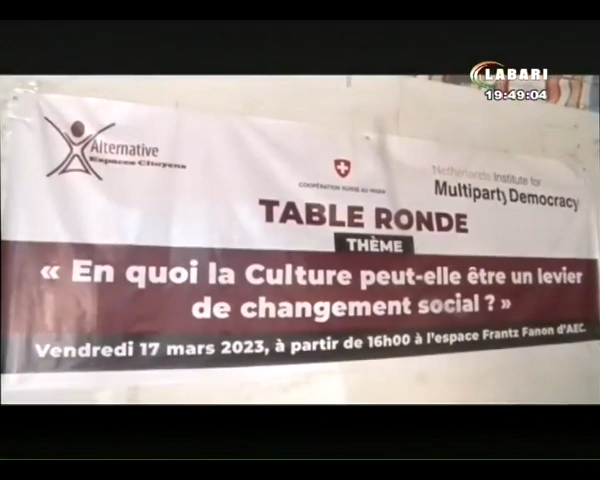 LABARI
19:49:04
Alternative
Espaces Citoyens
COOPÉRATION SUISSE AU NIGER
Netherlands Institute for
Multiparty Democracy
TABLE RONDE
THÈME
« En quoi la Culture peut-elle être un levier
de changement social ? »
Vendredi 17 mars 2023, à partir de 16h00 à l'espace Frantz Fanon d'AEC.